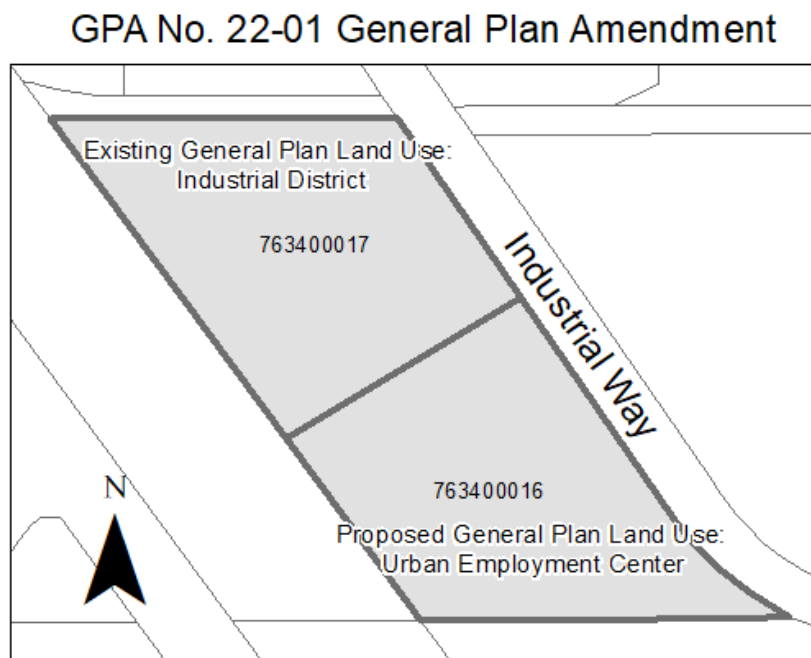 GPA No. 22-01 General Plan Amendment
Existing General Plan Land Use:
Industrial District
763400017
Industrial Way
763400016
N
Proposed General Plan Land Use:
Urban Employment Center